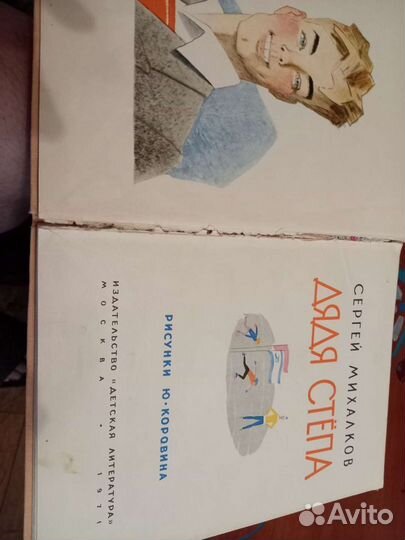 СЕРГЕЙ МИХАЛКОВ
ДЯДЯ СТЁПА
РИСУНКИ Ю. КОРОВИНА
ИЗДАТЕЛЬСТВО "ДЕТСКАЯ ЛИТЕРАТУРА"
МОСКВА • 1971
Avito